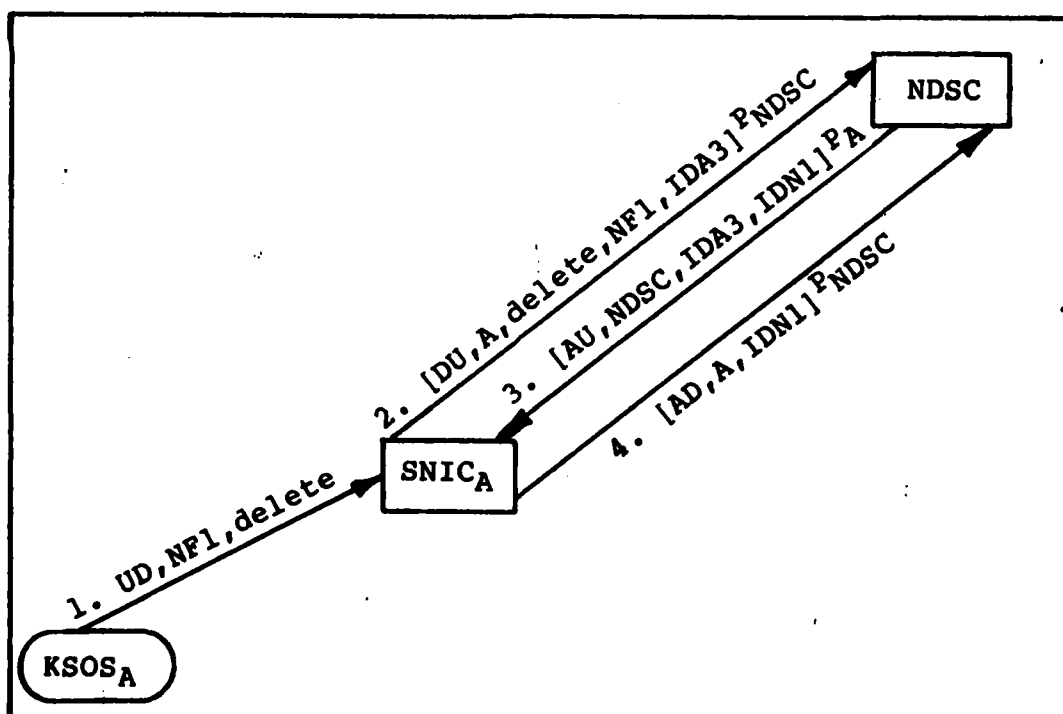 NDSC
2. [DU,A,delete,NF1,IDA3]PNDSC
3. [AU,NDSC,IDA3,IDN1]PA
4. [AD,A,IDN1]PNDSC
SNICA
1. UD,NF1,delete
KSOSA